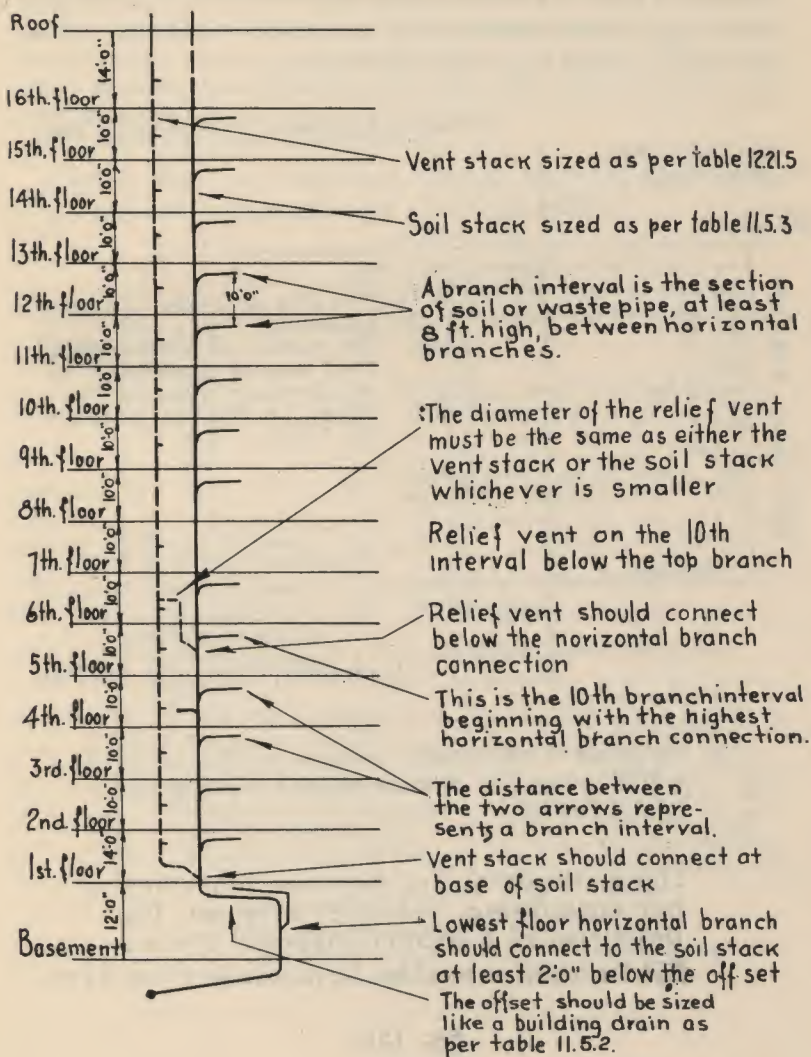 Roof
14'0"
16th. floor
10'0"
15th. floor
10'0"
14th. floor
10'0"
13th. floor
10'0"
12th floor
10'0"
11th. floor
10'0"
10th. floor
10'0"
9th. floor
10'0"
8th. floor
10'0"
7th. floor
10'0"
6th. floor
10'0"
5th. floor
10'0"
4th. floor
10'0"
3rd. floor
10'0"
2nd. floor
14'0"
1st. floor
12'0"
Basement
10'0"
Vent stack sized as per table 12.21.5
Soil stack sized as per table 11.5.3
A branch interval is the section
of soil or waste pipe, at least
8 ft. high, between horizontal
branches.
:The diameter of the relief vent
must be the same as either the
vent stack or the soil stack
whichever is smaller
Relief vent on the 10th
interval below the top branch
Relief vent should connect
below the norizontal branch
connection
This is the 10th branch interval
beginning with the highest
horizontal branch connection.
The distance between
the two arrows repre-
sents a branch interval.
Vent stack should connect at
base of soil stack
Lowest floor horizontal branch
should connect to the soil stack
at least 2'-0" below the off set
The offset should be sized
like a building drain as
per table 11.5.2.